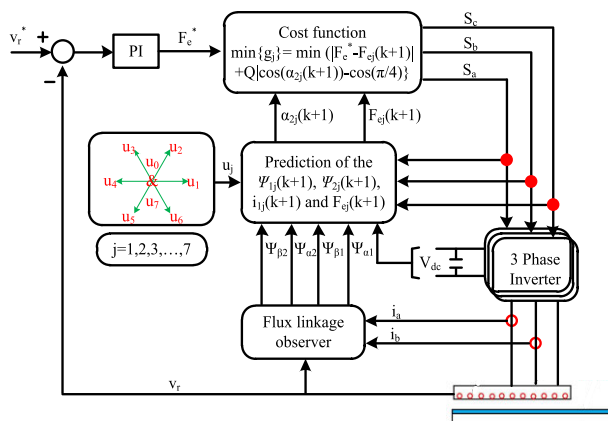 v_r^*
+
−
PI
F_e^*
Cost function
min{g_j}= min (|F_e^*-F_ej(k+1)|
+Q|cos(α_2j(k+1))-cos(π/4)}
S_c
S_b
S_a
α_2j(k+1)
F_ej(k+1)
u_3
u_2
u_0
u_4
&
u_1
u_7
u_5
u_6
u_j
j=1,2,3,…,7
Prediction of the
Ψ_1j(k+1), Ψ_2j(k+1),
i_1j(k+1) and F_ej(k+1)
Ψ_β2
Ψ_α2
Ψ_β1
Ψ_α1
V_dc
3 Phase
Inverter
Flux linkage
observer
i_a
i_b
v_r